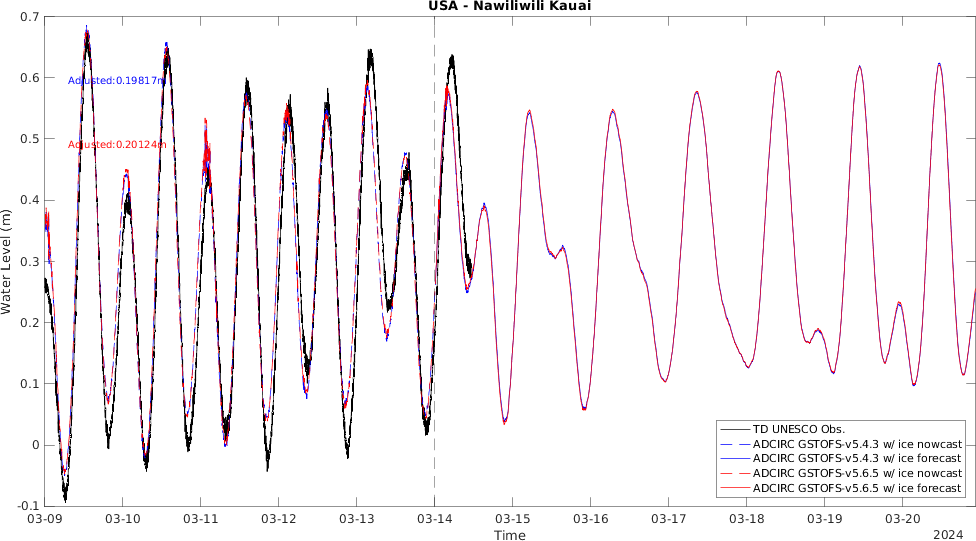 USA - Nawiliwili Kauai
0.7
0.6
0.5
0.4
0.3
0.2
0.1
0
-0.1
Water Level (m)
Adjusted:0.19817m
Adjusted:0.20124m
TD UNESCO Obs.
ADCIRC GSTOFS-v5.4.3 w/ ice nowcast
ADCIRC GSTOFS-v5.4.3 w/ ice forecast
ADCIRC GSTOFS-v5.6.5 w/ ice nowcast
ADCIRC GSTOFS-v5.6.5 w/ ice forecast
03-09 03-10 03-11 03-12 03-13 03-14 03-15 03-16 03-17 03-18 03-19 03-20
Time
2024